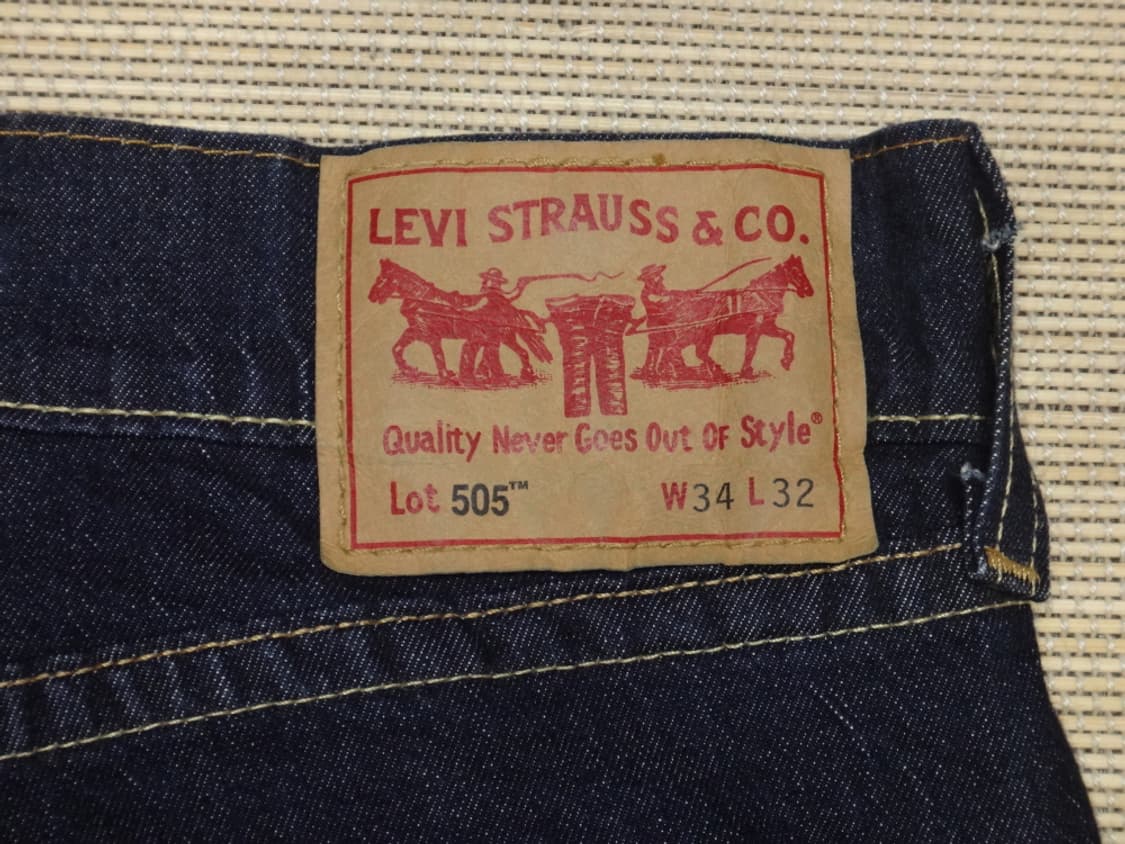 LEVI STRAUSS & CO.
Quality Never Goes Out Of Style®
Lot 505™ W34 L32